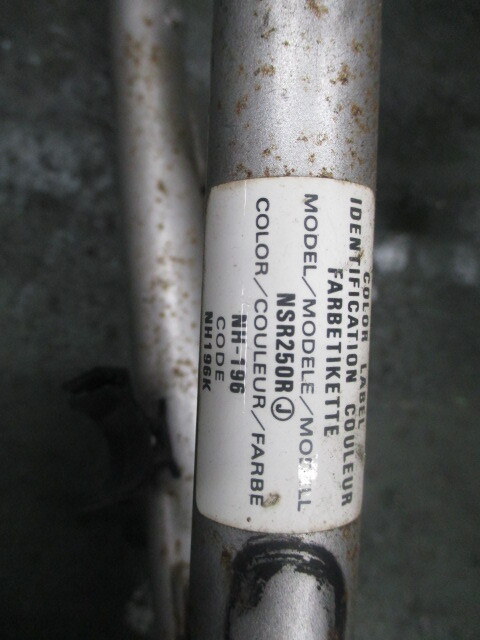 COLOR LABEL
IDENTIFICATION COULEUR
FARBETIKETTE
MODEL/MODELE/MODELL
NSR250R Ⓙ
COLOR/COULEUR/FARBE
NH-196
CODE
NH196K